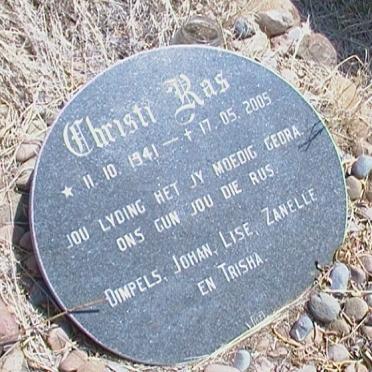 Christi Ras
★ 11. 10. 1941 — † 17. 05. 2005
JOU LYDING HET JY MOEDIG GEDRA.
ONS GUN JOU DIE RUS.
DIMPELS, JOHAN, LISE, ZANELLE
EN TRISHA.